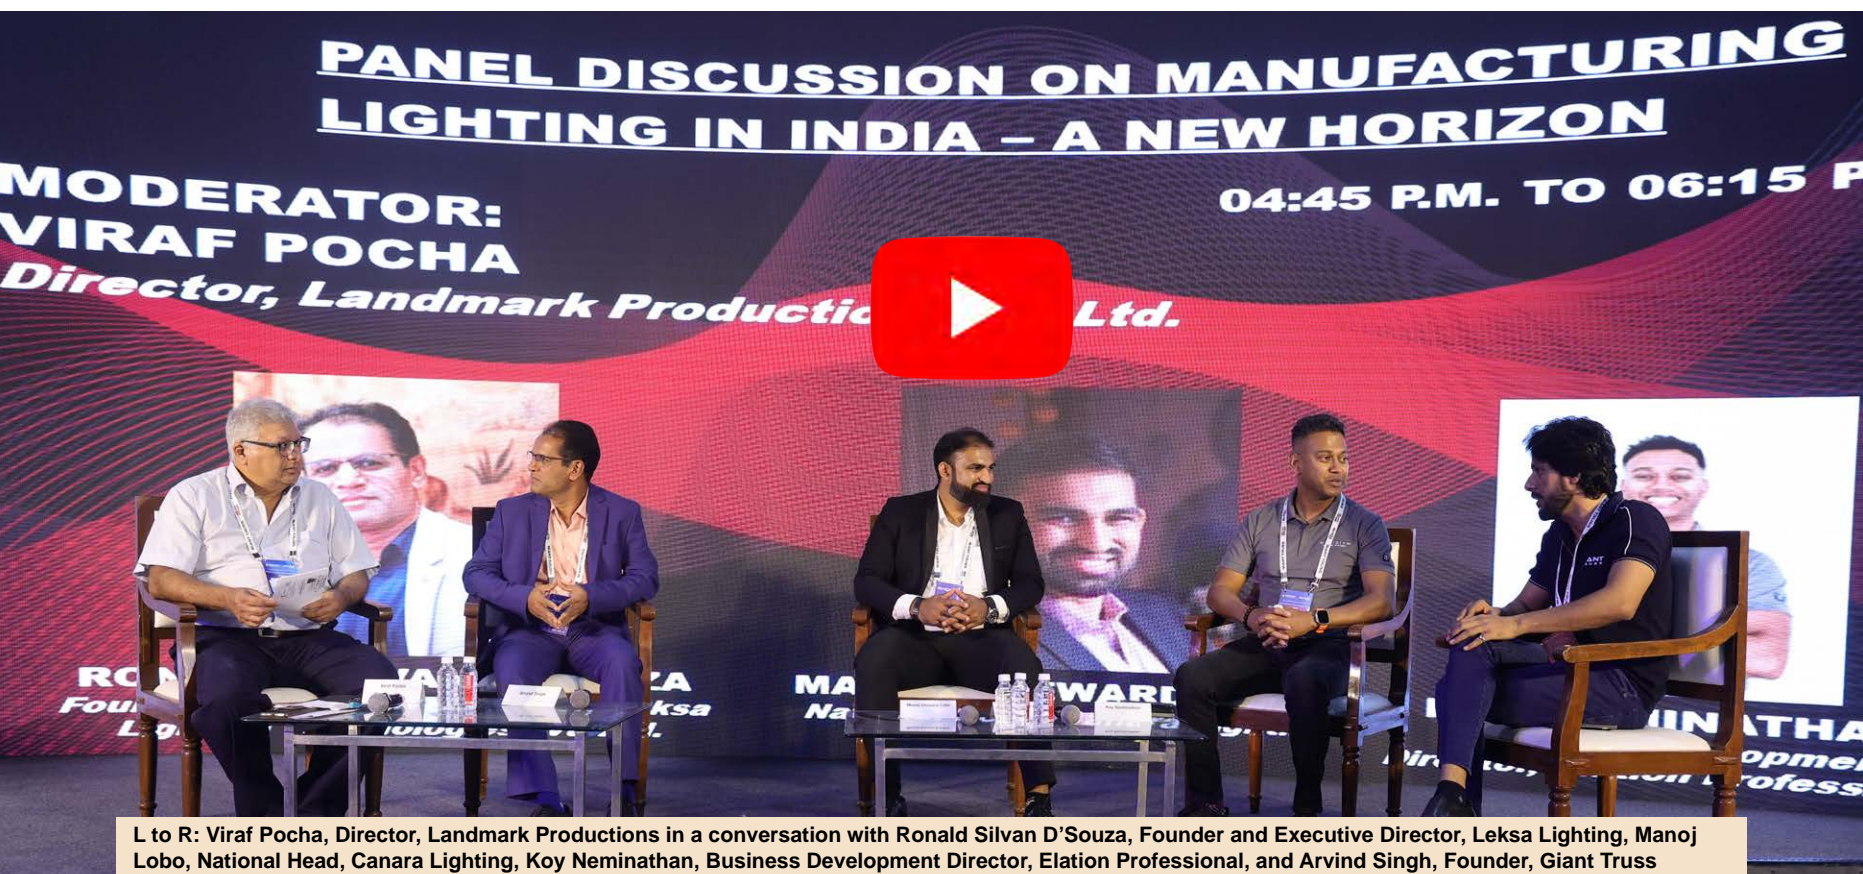 PANEL DISCUSSION ON MANUFACTURING
LIGHTING IN INDIA – A NEW HORIZON
MODERATOR:
VIRAF POCHA
04:45 P.M. TO 06:15 P
Director, Landmark Productio Ltd.
L to R: Viraf Pocha, Director, Landmark Productions in a conversation with Ronald Silvan D'Souza, Founder and Executive Director, Leksa Lighting, Manoj
Lobo, National Head, Canara Lighting, Koy Neminathan, Business Development Director, Elation Professional, and Arvind Singh, Founder, Giant Truss